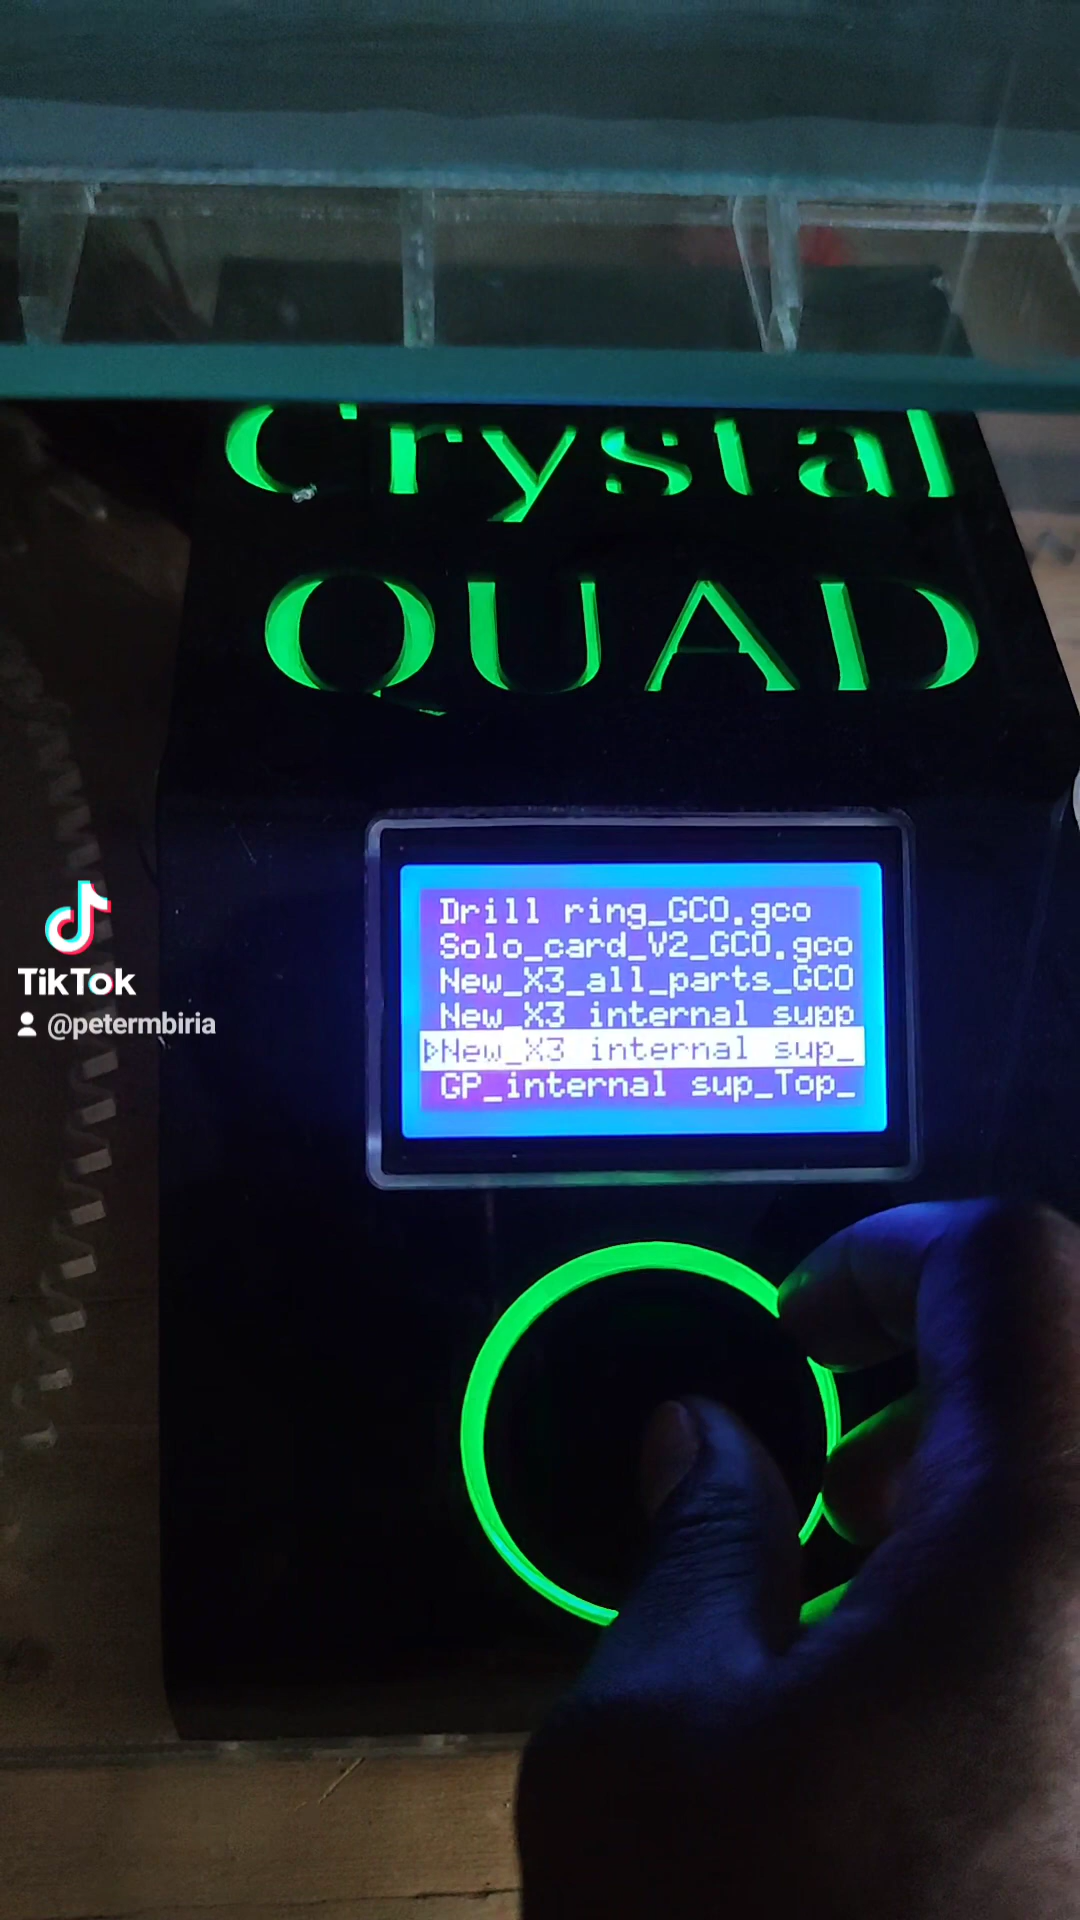 Crystal
QUAD
Drill ring_GCO.gco
Solo_card_V2_GCO.gco
New_X3_all_parts_GCO
New_X3 internal supp
New_X3 internal sup_
GP_internal sup_Top_
TikTok
@petermbiria